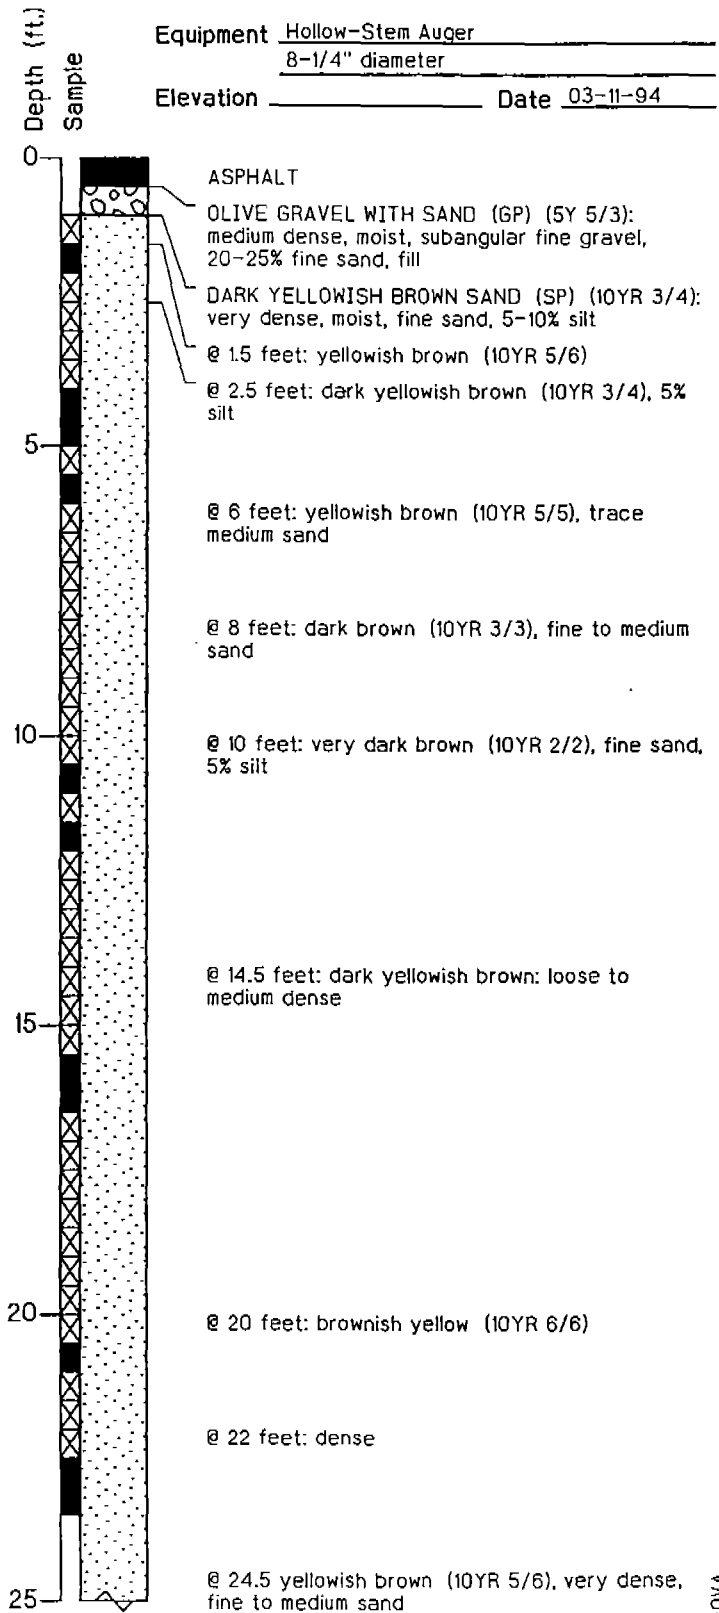 Depth (ft.)
Sample
Equipment Hollow-Stem Auger
8-1/4" diameter
Elevation Date 03-11-94
0
ASPHALT
OLIVE GRAVEL WITH SAND (GP) (5Y 5/3):
medium dense, moist, subangular fine gravel,
20-25% fine sand, fill
DARK YELLOWISH BROWN SAND (SP) (10YR 3/4):
very dense, moist, fine sand, 5-10% silt
@ 1.5 feet: yellowish brown (10YR 5/6)
@ 2.5 feet: dark yellowish brown (10YR 3/4), 5%
silt
5
@ 6 feet: yellowish brown (10YR 5/5), trace
medium sand
@ 8 feet: dark brown (10YR 3/3), fine to medium
sand
10
@ 10 feet: very dark brown (10YR 2/2), fine sand,
5% silt
@ 14.5 feet: dark yellowish brown: loose to
medium dense
15
20
@ 20 feet: brownish yellow (10YR 6/6)
@ 22 feet: dense
@ 24.5 yellowish brown (10YR 5/6), very dense,
fine to medium sand
25